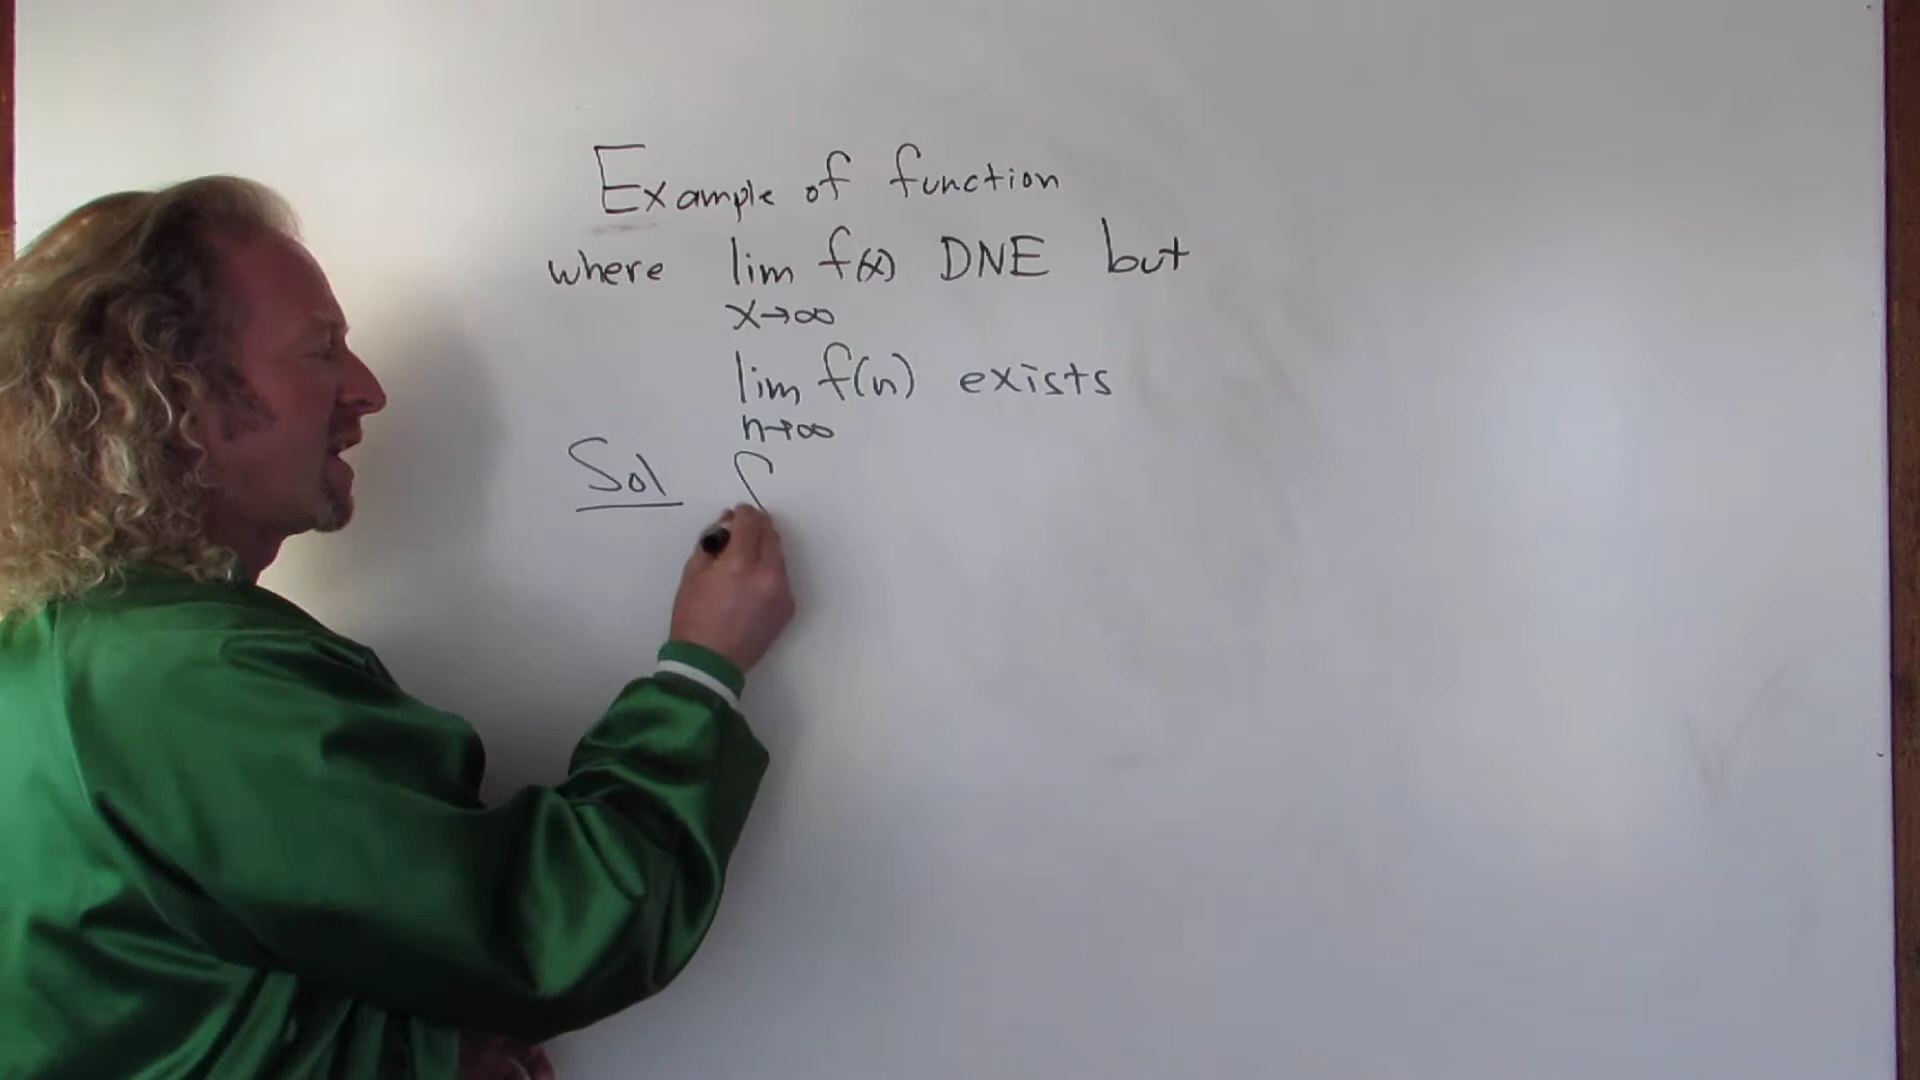 Example of function
where lim f(x) DNE but
x→∞
lim f(n) exists
n→∞
Sol